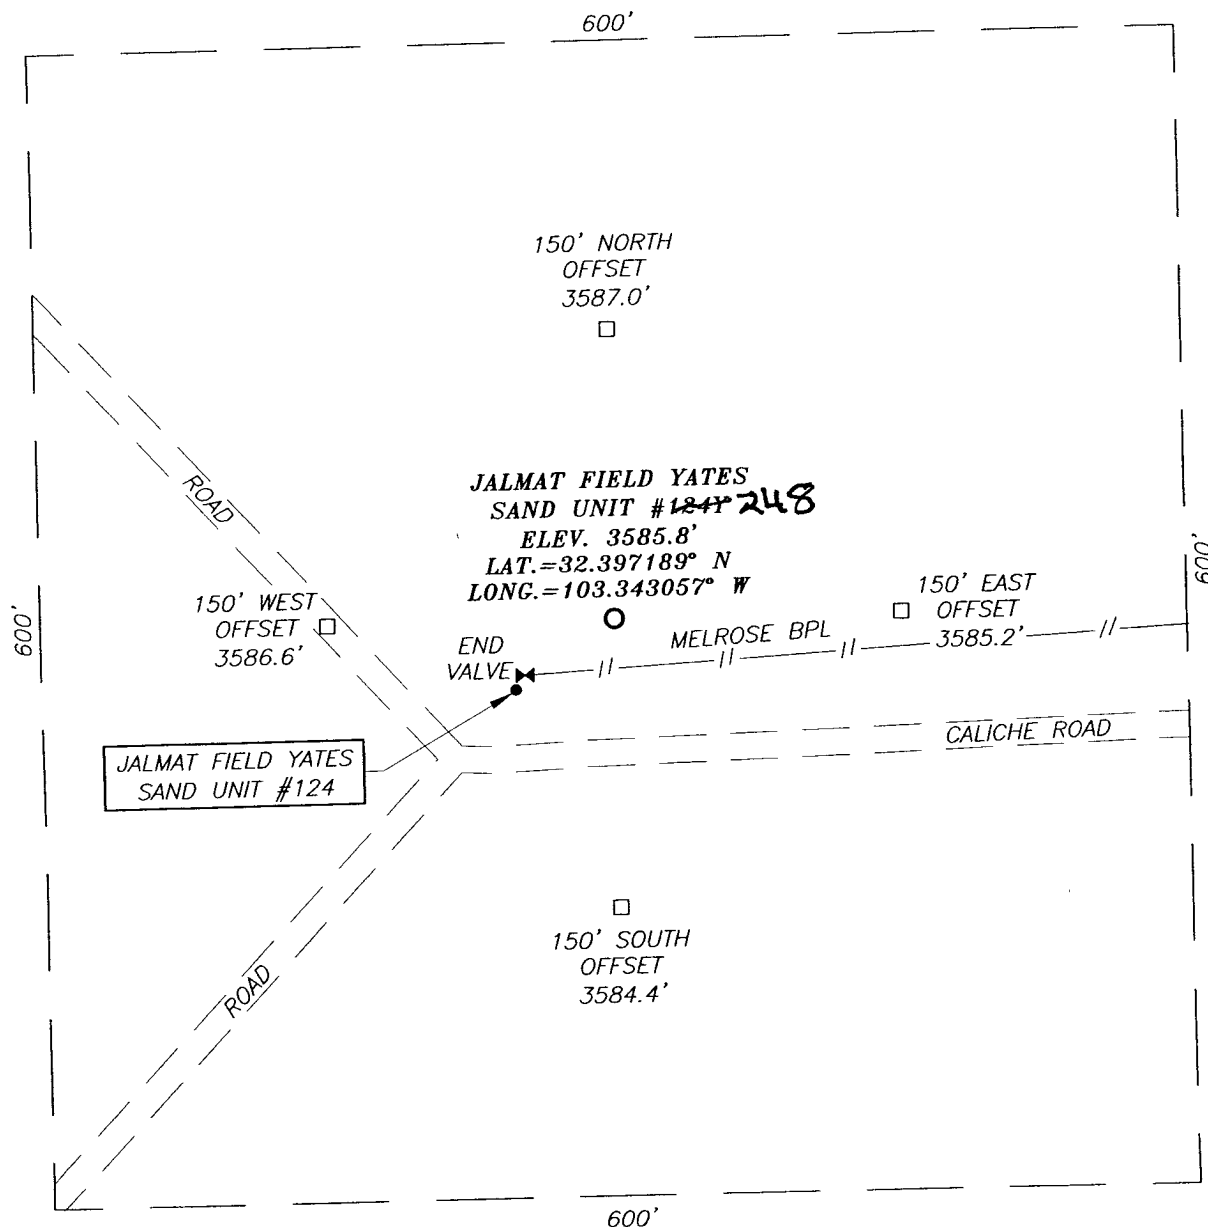 600'
150' NORTH
OFFSET
3587.0'
ROAD
JALMAT FIELD YATES
SAND UNIT #124Y 248
ELEV. 3585.8'
LAT.=32.397189° N
LONG.=103.343057° W
600'
150' WEST
OFFSET
3586.6'
END
VALVE
MELROSE BPL
150' EAST
OFFSET
3585.2'
600'
JALMAT FIELD YATES
SAND UNIT #124
CALICHE ROAD
150' SOUTH
OFFSET
3584.4'
ROAD
600'